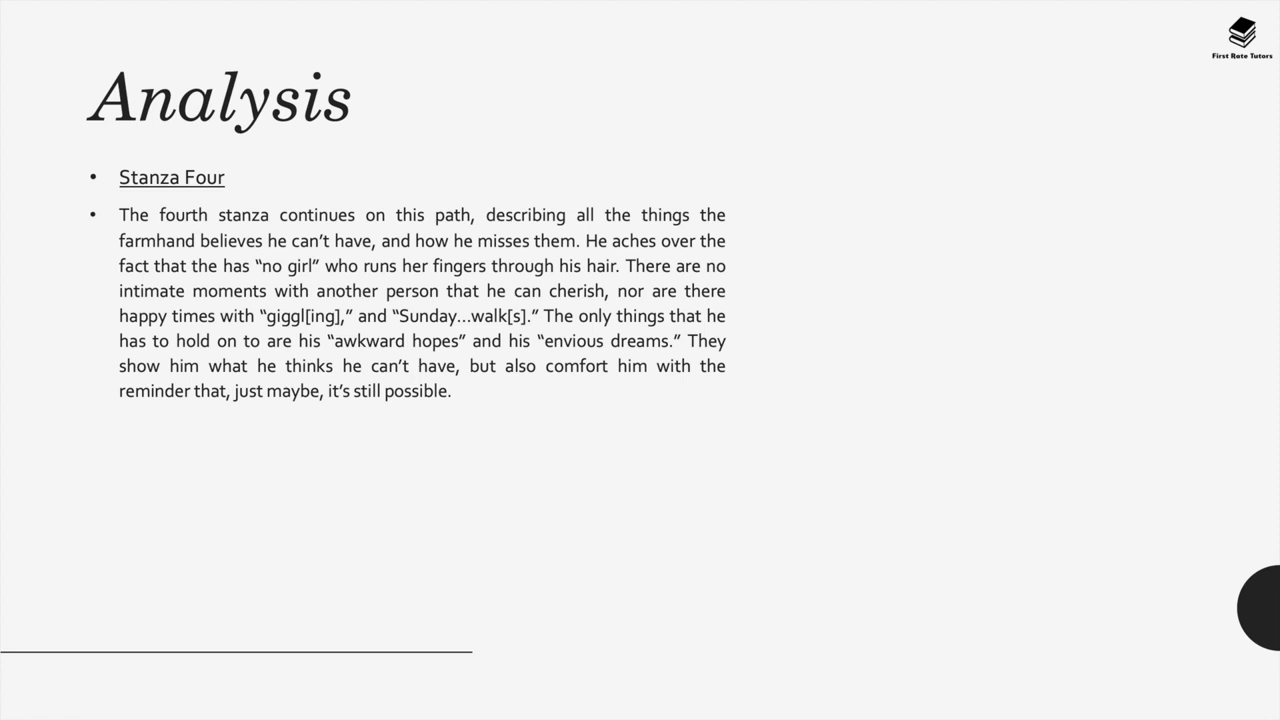 First Rate Tutors
Analysis
• Stanza Four
• The fourth stanza continues on this path, describing all the things the
farmhand believes he can’t have, and how he misses them. He aches over the
fact that the has “no girl” who runs her fingers through his hair. There are no
intimate moments with another person that he can cherish, nor are there
happy times with “giggl[ing],” and “Sunday…walk[s].” The only things that he
has to hold on to are his “awkward hopes” and his “envious dreams.” They
show him what he thinks he can’t have, but also comfort him with the
reminder that, just maybe, it’s still possible.